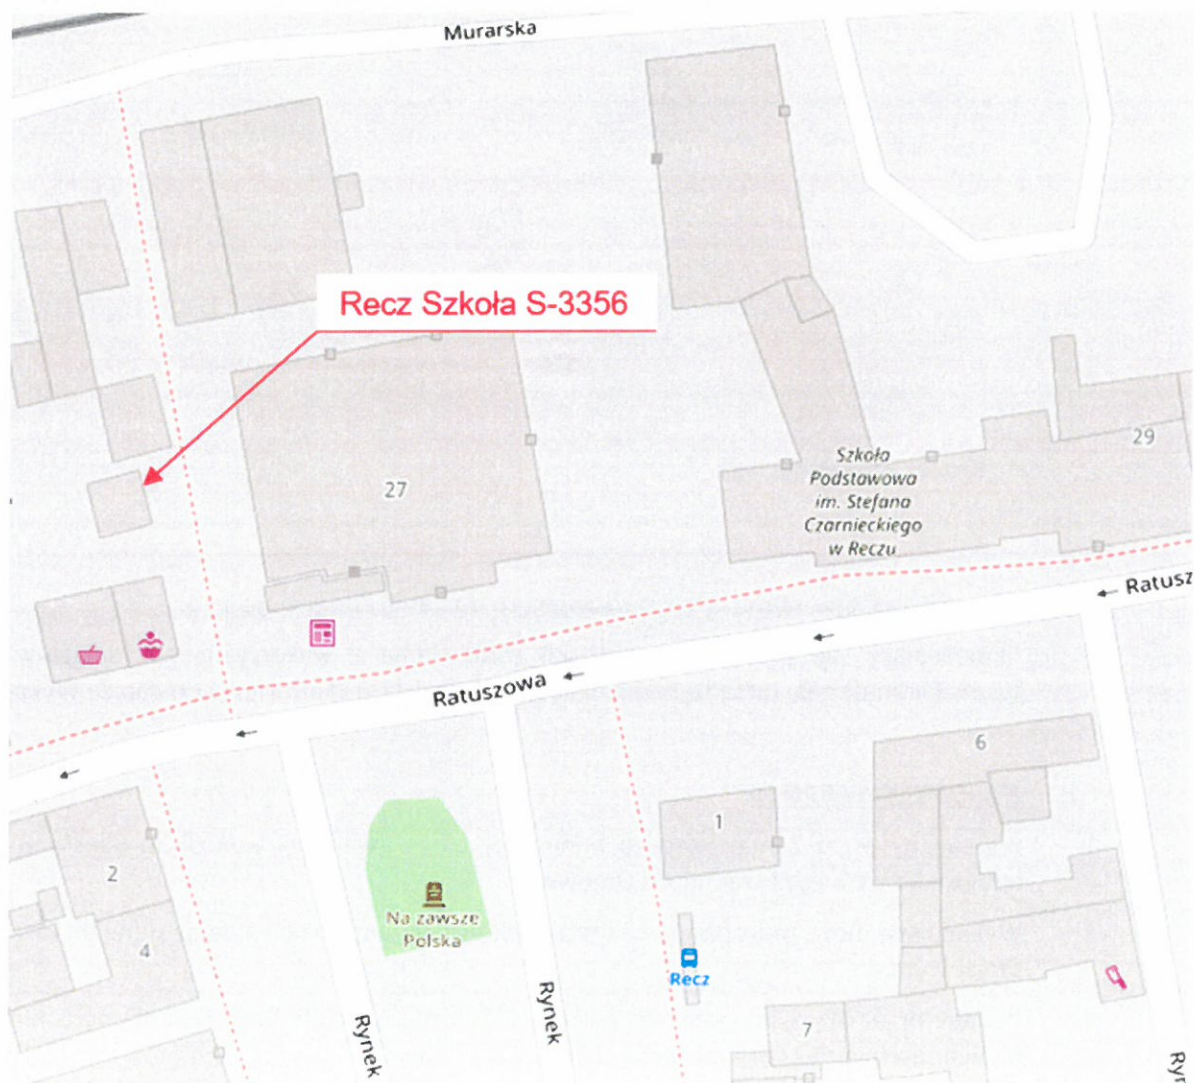 Murarska
Recz Szkoła S-3356
27
29
Szkoła
Podstawowa
im. Stefana
Czarnieckiego
w Reczu
Ratusz
Ratuszowa
6
1
2
4
Na zawsze
Polska
Recz
Rynek
Rynek
7
Ry